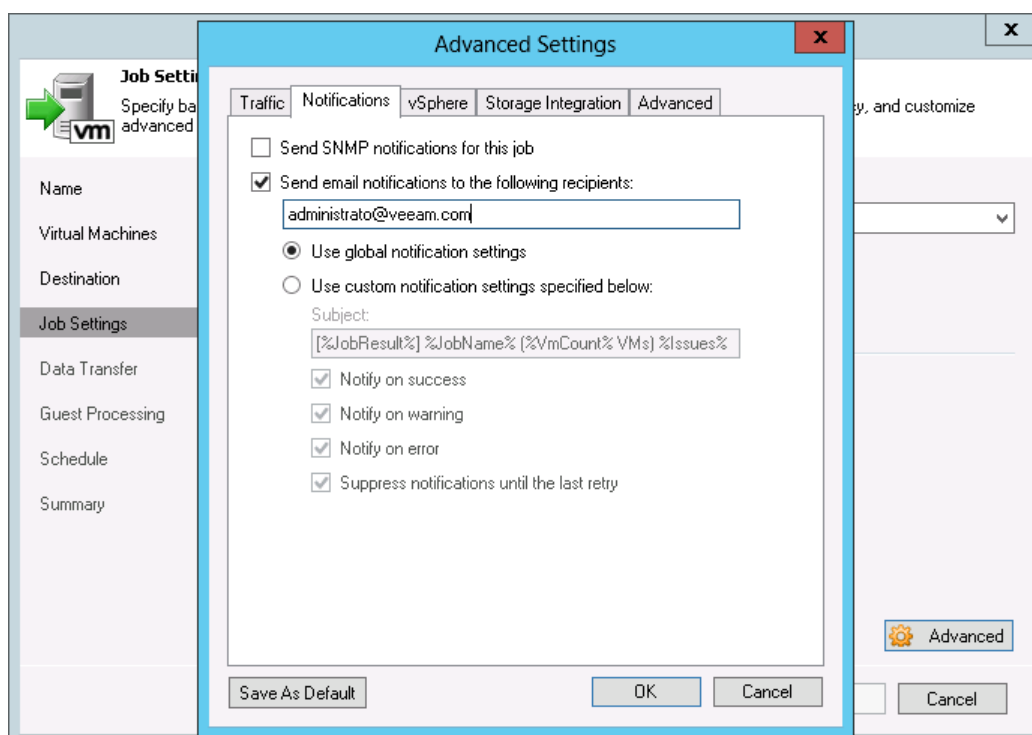 Advanced Settings
x
x
Job Setti
Specify ba
advanced
ey, and customize
vm
Name
Virtual Machines
Destination
Job Settings
Data Transfer
Guest Processing
Schedule
Summary
Traffic Notifications vSphere Storage Integration Advanced
Send SNMP notifications for this job
Send email notifications to the following recipients:
administrato@veeam.com
Use global notification settings
Use custom notification settings specified below:
Subject:
[%JobResult%] %JobName% (%VmCount% VMs) %Issues%
Notify on success
Notify on warning
Notify on error
Suppress notifications until the last retry
Advanced
Save As Default OK Cancel
Cancel